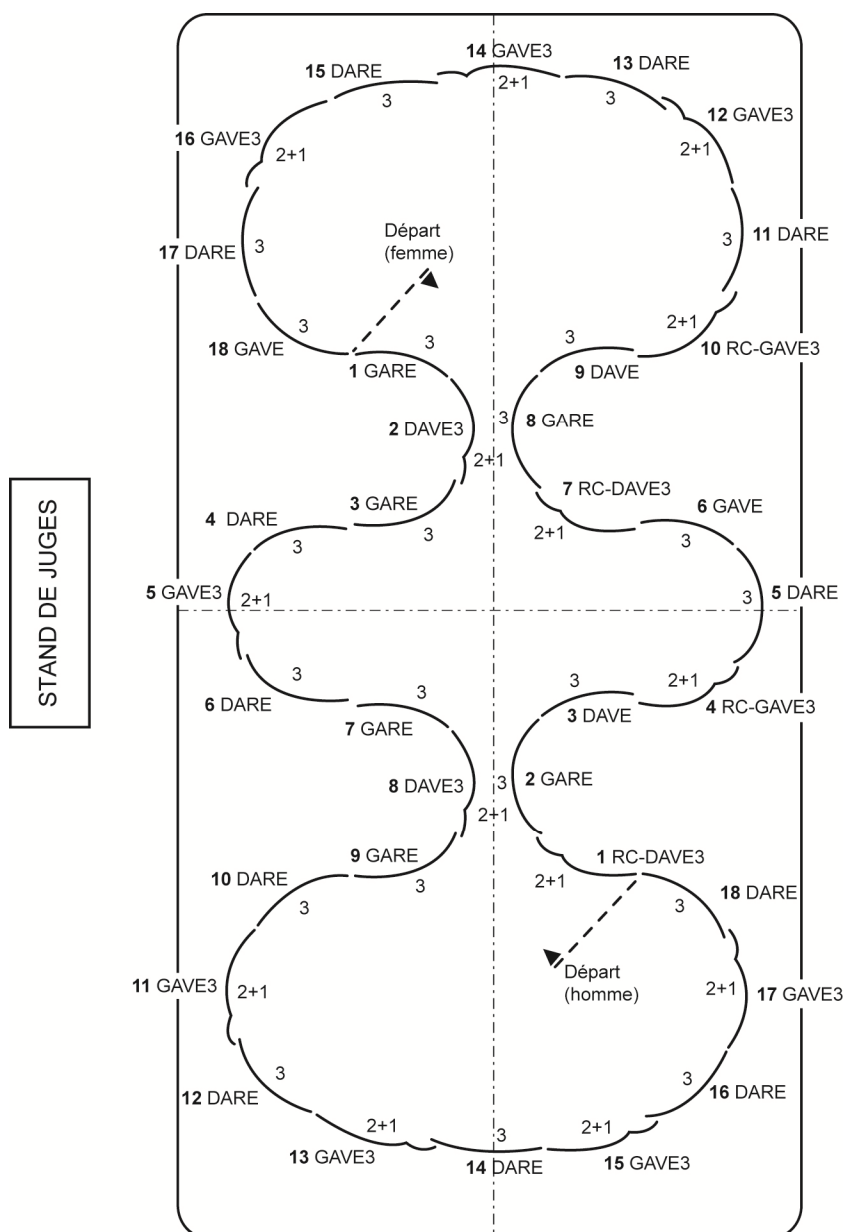 14 GAVE3
15 DARE
13 DARE
3
2+1
3
12 GAVE3
16 GAVE3
2+1
2+1
Départ
(femme)
17 DARE
3
3
11 DARE
18 GAVE
3
3
3
2+1
10 RC-GAVE3
1 GARE
9 DAVE
2 DAVE3
3
8 GARE
2+1
7 RC-DAVE3
3 GARE
6 GAVE
4 DARE
3
3
2+1
3
5 GAVE3
2+1
3
5 DARE
STAND DE JUGES
6 DARE
3
3
3
2+1
4 RC-GAVE3
7 GARE
3 DAVE
8 DAVE3
3
2 GARE
2+1
9 GARE
1 RC-DAVE3
10 DARE
3
3
2+1
3
18 DARE
11 GAVE3
2+1
Départ
(homme)
2+1
17 GAVE3
12 DARE
3
3
16 DARE
2+1
3
2+1
13 GAVE3
14 DARE
15 GAVE3